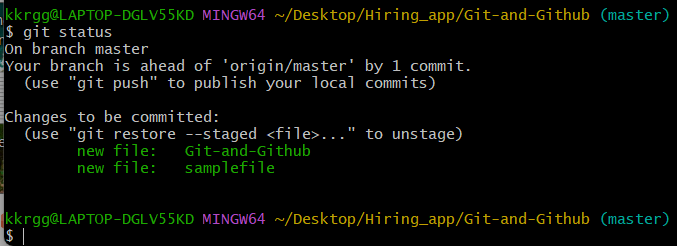 kkrgg@LAPTOP-DGLV55KD MINGW64 ~/Desktop/Hiring_app/Git-and-Github (master)
$ git status
On branch master
Your branch is ahead of 'origin/master' by 1 commit.
  (use "git push" to publish your local commits)

Changes to be committed:
  (use "git restore --staged <file>..." to unstage)
        new file:   Git-and-Github
        new file:   samplefile


kkrgg@LAPTOP-DGLV55KD MINGW64 ~/Desktop/Hiring_app/Git-and-Github (master)
$